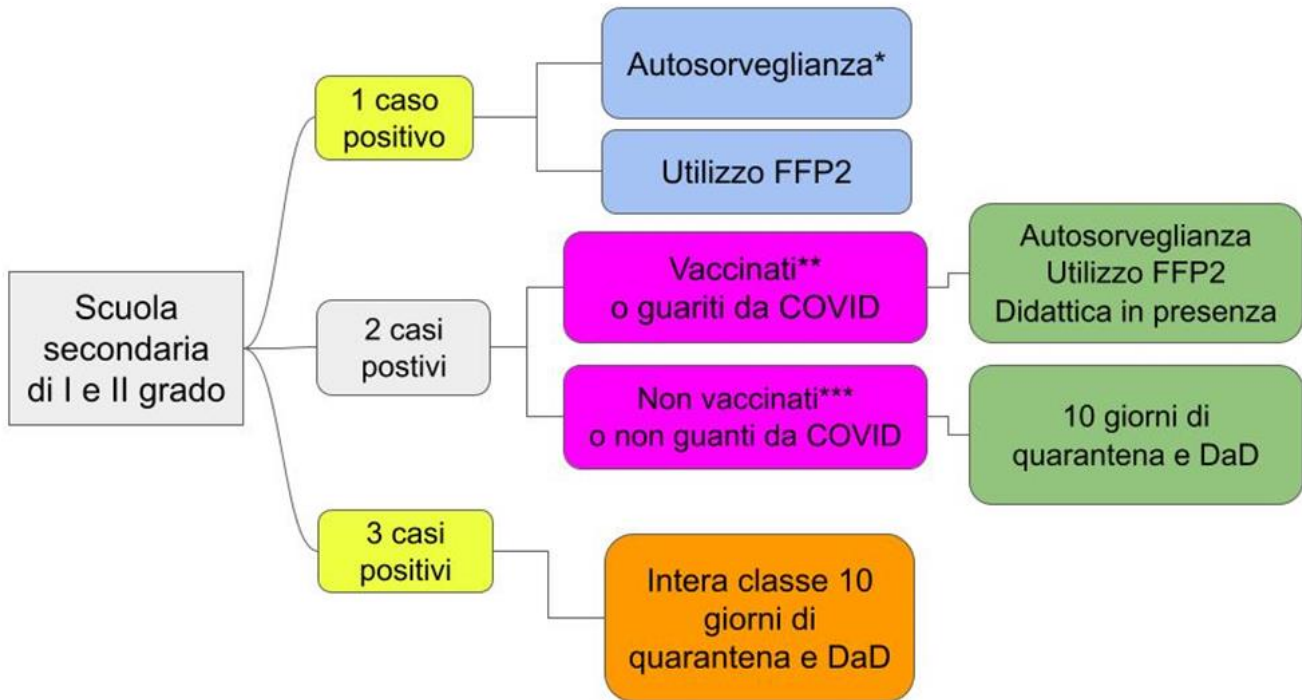 Scuola
secondaria
di I e II grado
1 caso
positivo
Autosorveglianza*
Utilizzo FFP2
2 casi
postivi
Vaccinati**
o guariti da COVID
Autosorveglianza
Utilizzo FFP2
Didattica in presenza
Non vaccinati***
o non guanti da COVID
10 giorni di
quarantena e DaD
3 casi
positivi
Intera classe 10
giorni di
quarantena e DaD